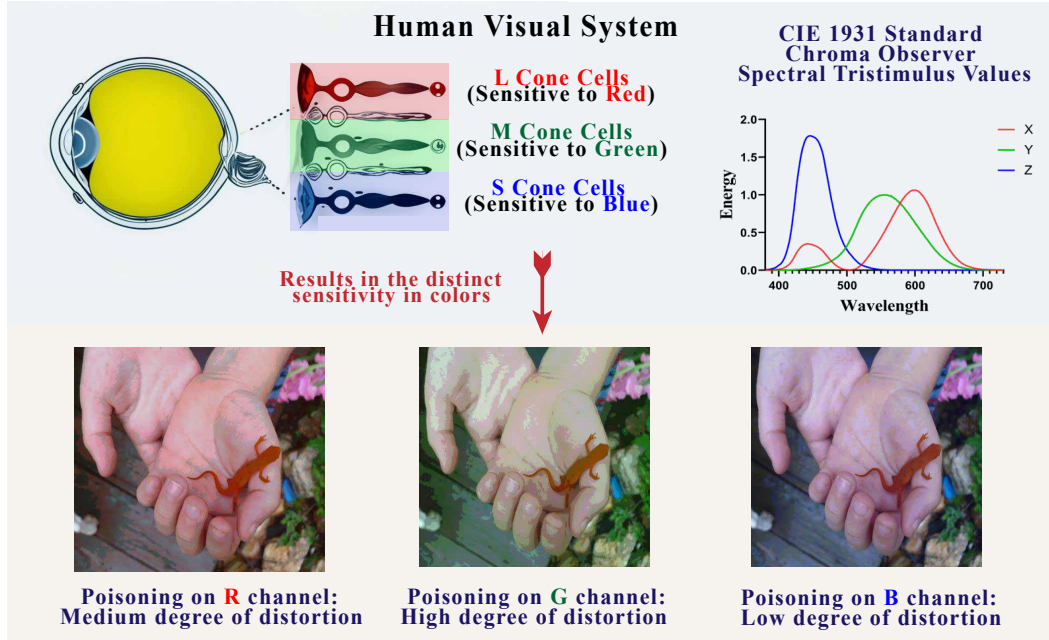 Human Visual System
CIE 1931 Standard
Chroma Observer
Spectral Tristimulus Values
L Cone Cells
(Sensitive to Red)
M Cone Cells
(Sensitive to Green)
S Cone Cells
(Sensitive to Blue)
2.0
1.5
1.0
0.5
0.0
Energy
X
Y
Z
400
500
600
700
Wavelength
Results in the distinct
sensitivity in colors
Poisoning on R channel:
Medium degree of distortion
Poisoning on G channel:
High degree of distortion
Poisoning on B channel:
Low degree of distortion